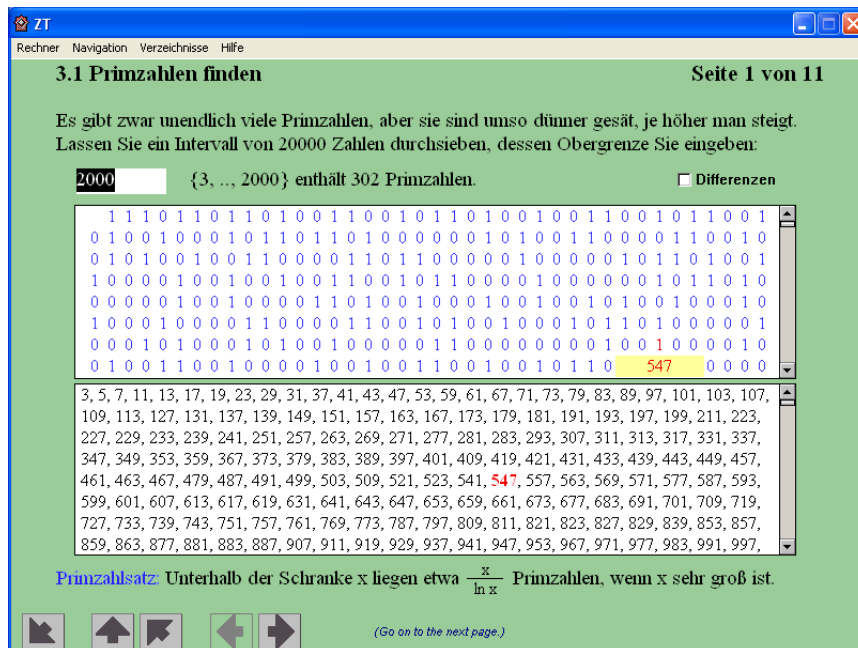 ZT
Rechner Navigation Verzeichnisse Hilfe
3.1 Primzahlen finden Seite 1 von 11
Es gibt zwar unendlich viele Primzahlen, aber sie sind umso dünner gesät, je höher man steigt.
Lassen Sie ein Intervall von 20000 Zahlen durchsieben, dessen Obergrenze Sie eingeben:
2000 {3, .., 2000} enthält 302 Primzahlen. Differenzen
1 1 1 0 1 1 0 1 1 0 1 0 0 1 1 0 0 1 0 1 1 0 1 0 0 1 0 0 1 1 0 0 1 0 1 1 0 0 1
0 1 0 0 1 0 0 0 1 0 1 1 0 1 1 0 1 0 0 0 0 0 0 1 0 1 0 0 1 1 0 0 0 0 1 1 0 0 1 0
0 1 0 1 0 0 1 0 0 1 1 0 0 0 0 1 1 0 1 1 0 0 0 0 0 1 0 0 0 0 0 1 0 1 1 0 1 0 0 1
1 0 0 0 0 1 0 0 1 0 0 1 0 0 1 1 0 0 1 0 1 1 0 0 0 0 1 0 0 0 0 0 0 1 0 1 1 0 1 0
0 0 0 0 0 1 0 0 1 0 0 0 0 1 1 0 1 0 0 1 0 0 0 1 0 0 1 0 0 1 0 1 0 0 1 0 0 0 1 0
1 0 0 0 1 0 0 0 0 1 1 0 0 0 0 1 1 0 0 1 0 1 0 0 1 0 0 0 1 0 1 1 0 1 0 0 0 0 0 1
0 0 0 1 0 1 0 0 0 1 0 1 0 0 1 0 0 0 0 0 1 1 0 0 0 0 0 0 0 0 1 0 0 1 0 0 0 0 1 0
0 1 0 0 1 1 0 0 1 0 0 0 0 1 0 0 1 0 0 1 1 0 0 1 0 0 1 0 1 1 0 547 0 0 0 0
3, 5, 7, 11, 13, 17, 19, 23, 29, 31, 37, 41, 43, 47, 53, 59, 61, 67, 71, 73, 79, 83, 89, 97, 101, 103, 107,
109, 113, 127, 131, 137, 139, 149, 151, 157, 163, 167, 173, 179, 181, 191, 193, 197, 199, 211, 223,
227, 229, 233, 239, 241, 251, 257, 263, 269, 271, 277, 281, 283, 293, 307, 311, 313, 317, 331, 337,
347, 349, 353, 359, 367, 373, 379, 383, 389, 397, 401, 409, 419, 421, 431, 433, 439, 443, 449, 457,
461, 463, 467, 479, 487, 491, 499, 503, 509, 521, 523, 541, 547, 557, 563, 569, 571, 577, 587, 593,
599, 601, 607, 613, 617, 619, 631, 641, 643, 647, 653, 659, 661, 673, 677, 683, 691, 701, 709, 719,
727, 733, 739, 743, 751, 757, 761, 769, 773, 787, 797, 809, 811, 821, 823, 827, 829, 839, 853, 857,
859, 863, 877, 881, 883, 887, 907, 911, 919, 929, 937, 941, 947, 953, 967, 971, 977, 983, 991, 997,
Primzahlsatz: Unterhalb der Schranke x liegen etwa x / ln x Primzahlen, wenn x sehr groß ist.
(Go on to the next page.)